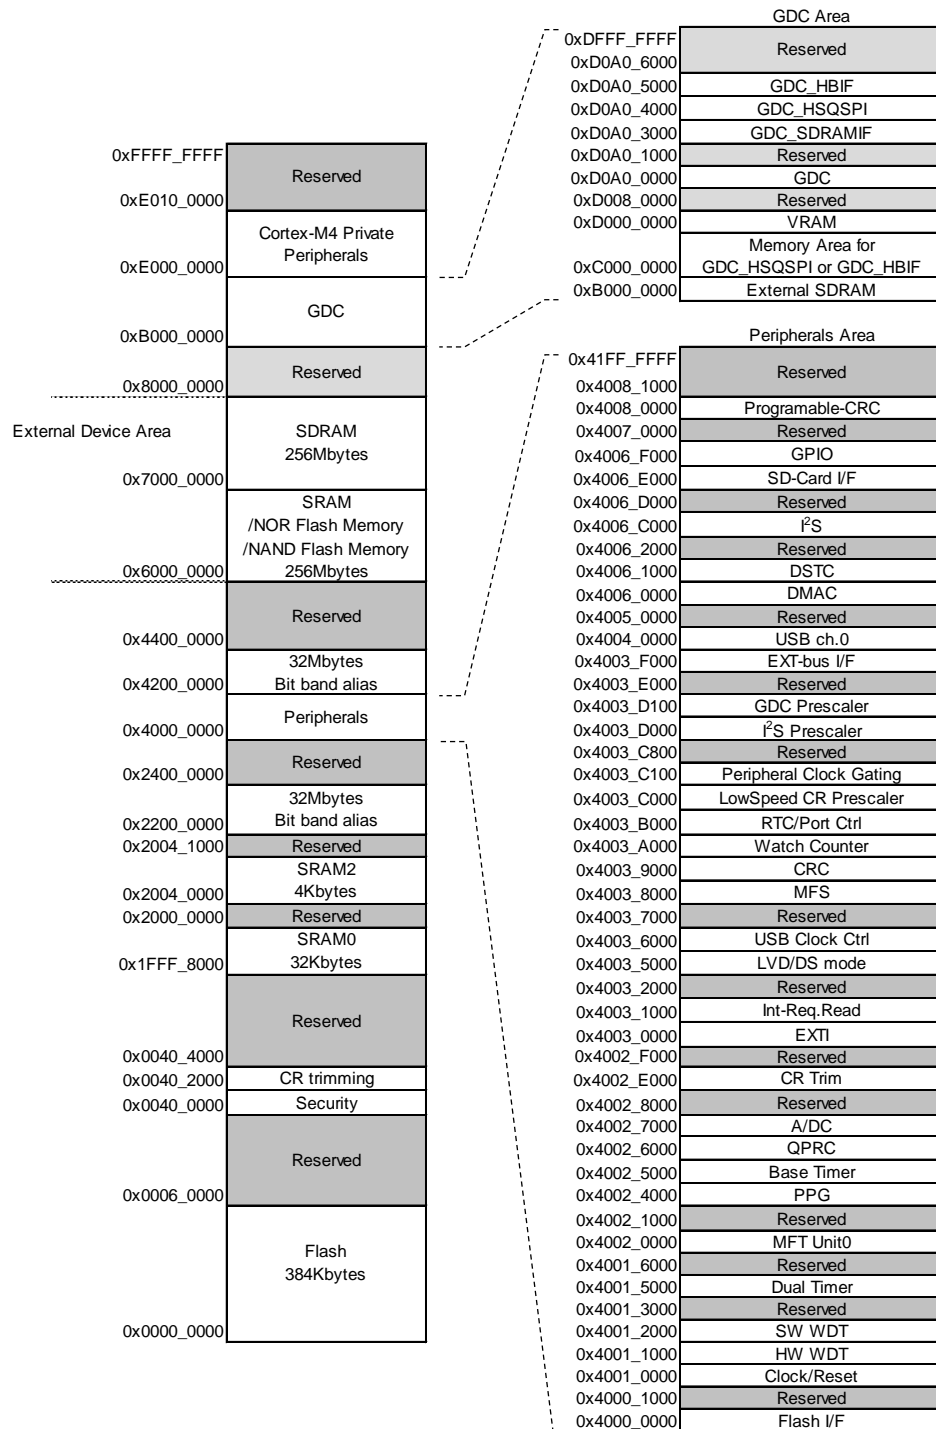 GDC Area
0xDFFF_FFFF
Reserved
0xD0A0_6000
0xD0A0_5000 GDC_HBIF
0xD0A0_4000 GDC_HSQSPI
0xD0A0_3000 GDC_SDRAMIF
0xD0A0_1000 Reserved
0xD0A0_0000 GDC
0xD008_0000 Reserved
0xD000_0000 VRAM
Memory Area for
0xC000_0000 GDC_HSQSPI or GDC_HBIF
0xB000_0000 External SDRAM
0xFFFF_FFFF
Reserved
0xE010_0000
Cortex-M4 Private
Peripherals
0xE000_0000
GDC
0xB000_0000
Reserved
0x8000_0000
External Device Area
SDRAM
256Mbytes
0x7000_0000
SRAM
/NOR Flash Memory
/NAND Flash Memory
0x6000_0000 256Mbytes
Reserved
0x4400_0000
32Mbytes
0x4200_0000 Bit band alias
Peripherals
0x4000_0000
Reserved
0x2400_0000
32Mbytes
0x2200_0000 Bit band alias
0x2004_1000 Reserved
SRAM2
0x2004_0000 4Kbytes
0x2000_0000 Reserved
SRAM0
0x1FFF_8000 32Kbytes
Reserved
0x0040_4000
0x0040_2000 CR trimming
0x0040_0000 Security
Reserved
0x0006_0000
Flash
384Kbytes
0x0000_0000
Peripherals Area
0x41FF_FFFF
Reserved
0x4008_1000
0x4008_0000 Programable-CRC
0x4007_0000 Reserved
0x4006_F000 GPIO
0x4006_E000 SD-Card I/F
0x4006_D000 Reserved
0x4006_C000 I²S
0x4006_2000 Reserved
0x4006_1000 DSTC
0x4006_0000 DMAC
0x4005_0000 Reserved
0x4004_0000 USB ch.0
0x4003_F000 EXT-bus I/F
0x4003_E000 Reserved
0x4003_D100 GDC Prescaler
0x4003_D000 I²S Prescaler
0x4003_C800 Reserved
0x4003_C100 Peripheral Clock Gating
0x4003_C000 LowSpeed CR Prescaler
0x4003_B000 RTC/Port Ctrl
0x4003_A000 Watch Counter
0x4003_9000 CRC
0x4003_8000 MFS
0x4003_7000 Reserved
0x4003_6000 USB Clock Ctrl
0x4003_5000 LVD/DS mode
0x4003_2000 Reserved
0x4003_1000 Int-Req.Read
0x4003_0000 EXTI
0x4002_F000 Reserved
0x4002_E000 CR Trim
0x4002_8000 Reserved
0x4002_7000 A/DC
0x4002_6000 QPRC
0x4002_5000 Base Timer
0x4002_4000 PPG
0x4002_1000 Reserved
0x4002_0000 MFT Unit0
0x4001_6000 Reserved
0x4001_5000 Dual Timer
0x4001_3000 Reserved
0x4001_2000 SW WDT
0x4001_1000 HW WDT
0x4001_0000 Clock/Reset
0x4000_1000 Reserved
0x4000_0000 Flash I/F